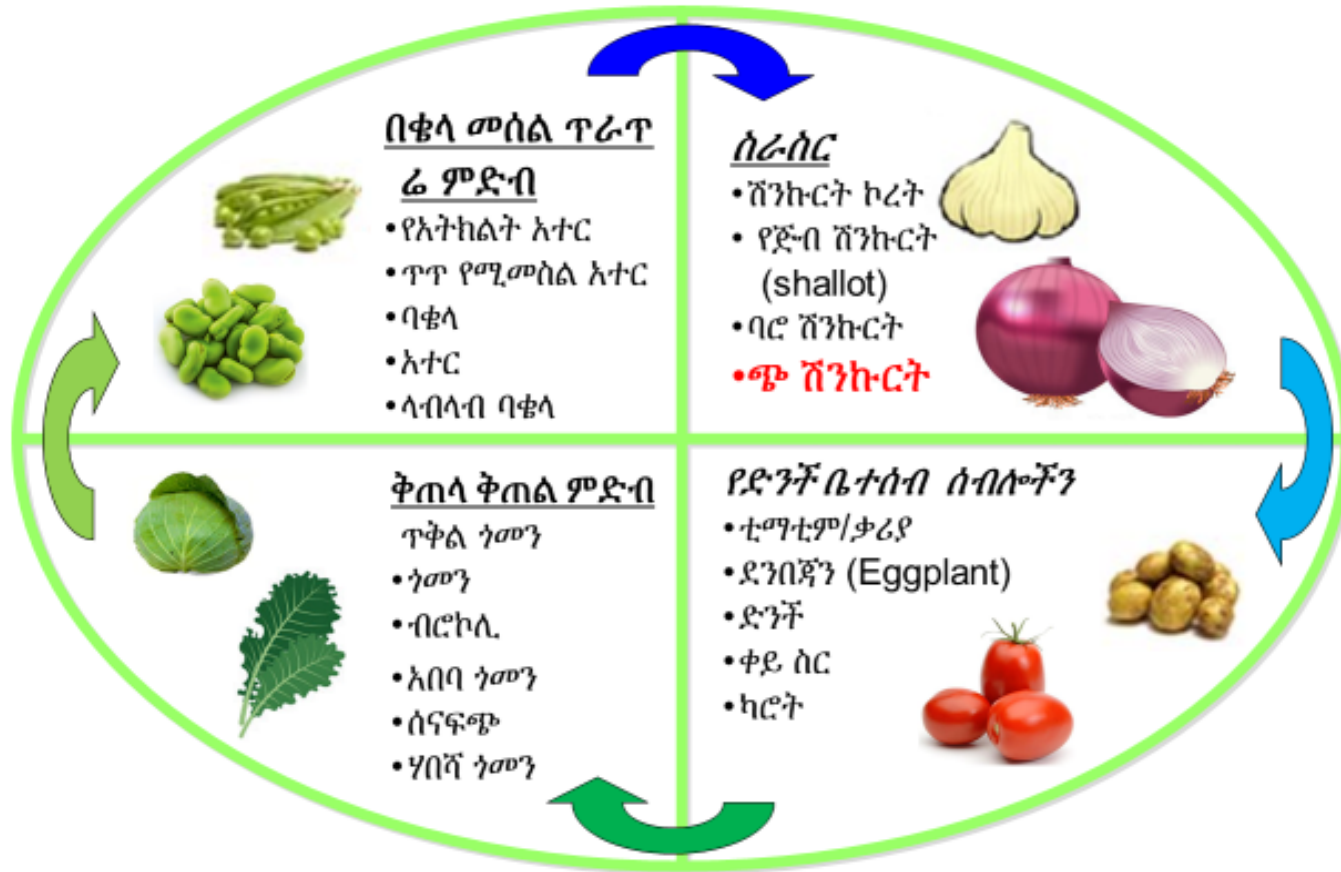 በቄላ መሰል ጥራጥ
ሬ ምድብ
•የአትክልት አተር
•ጥጥ የሚመስል አተር
•ባቄላ
•አተር
•ላብላብ ባቄላ
ስራስር
•ሽንኩርት ኮረት
• የጅብ ሽንኩርት
(shallot)
•ባሮ ሽንኩርት
•ጭ ሽንኩርት
ቅጠላ ቅጠል ምድብ
ጥቅል ጎመን
•ጎመን
•ብሮኮሊ
•አበባ ጎመን
•ሰናፍጭ
•ሃበሻ ጎመን
የድንች ቤተሰብ ሰብሎችን
•ቲማቲም/ቃሪያ
•ደንበጃን (Eggplant)
•ድንች
•ቀይ ስር
•ካሮት